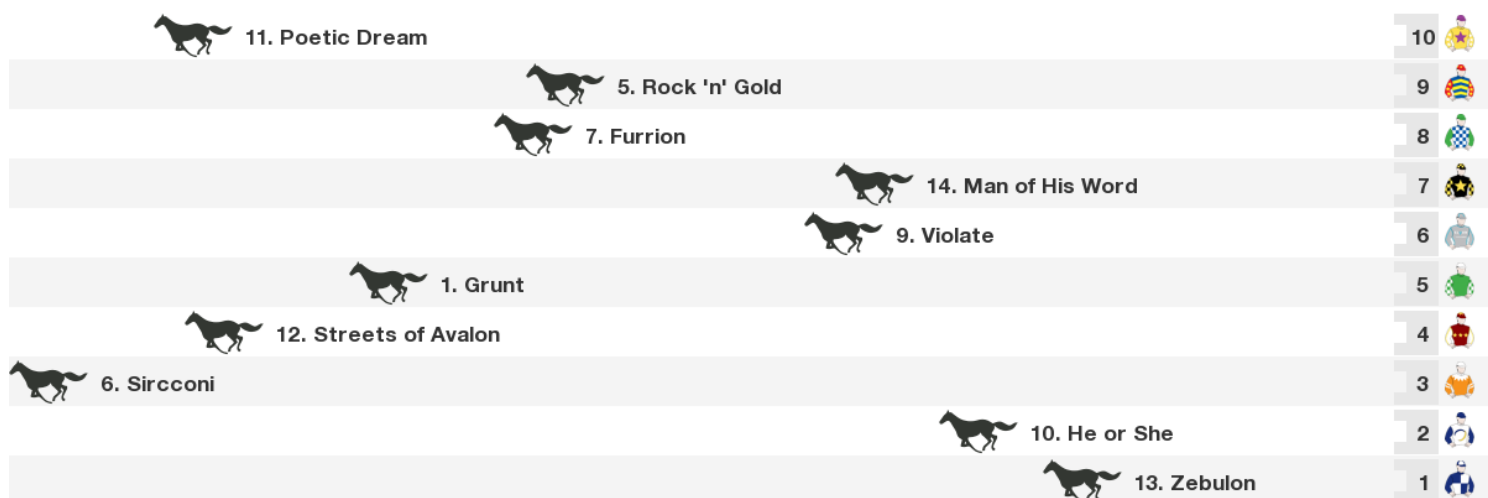 11. Poetic Dream 10
5. Rock 'n' Gold 9
7. Furrion 8
14. Man of His Word 7
9. Violate 6
1. Grunt 5
12. Streets of Avalon 4
6. Sircconi 3
10. He or She 2
13. Zebulon 1